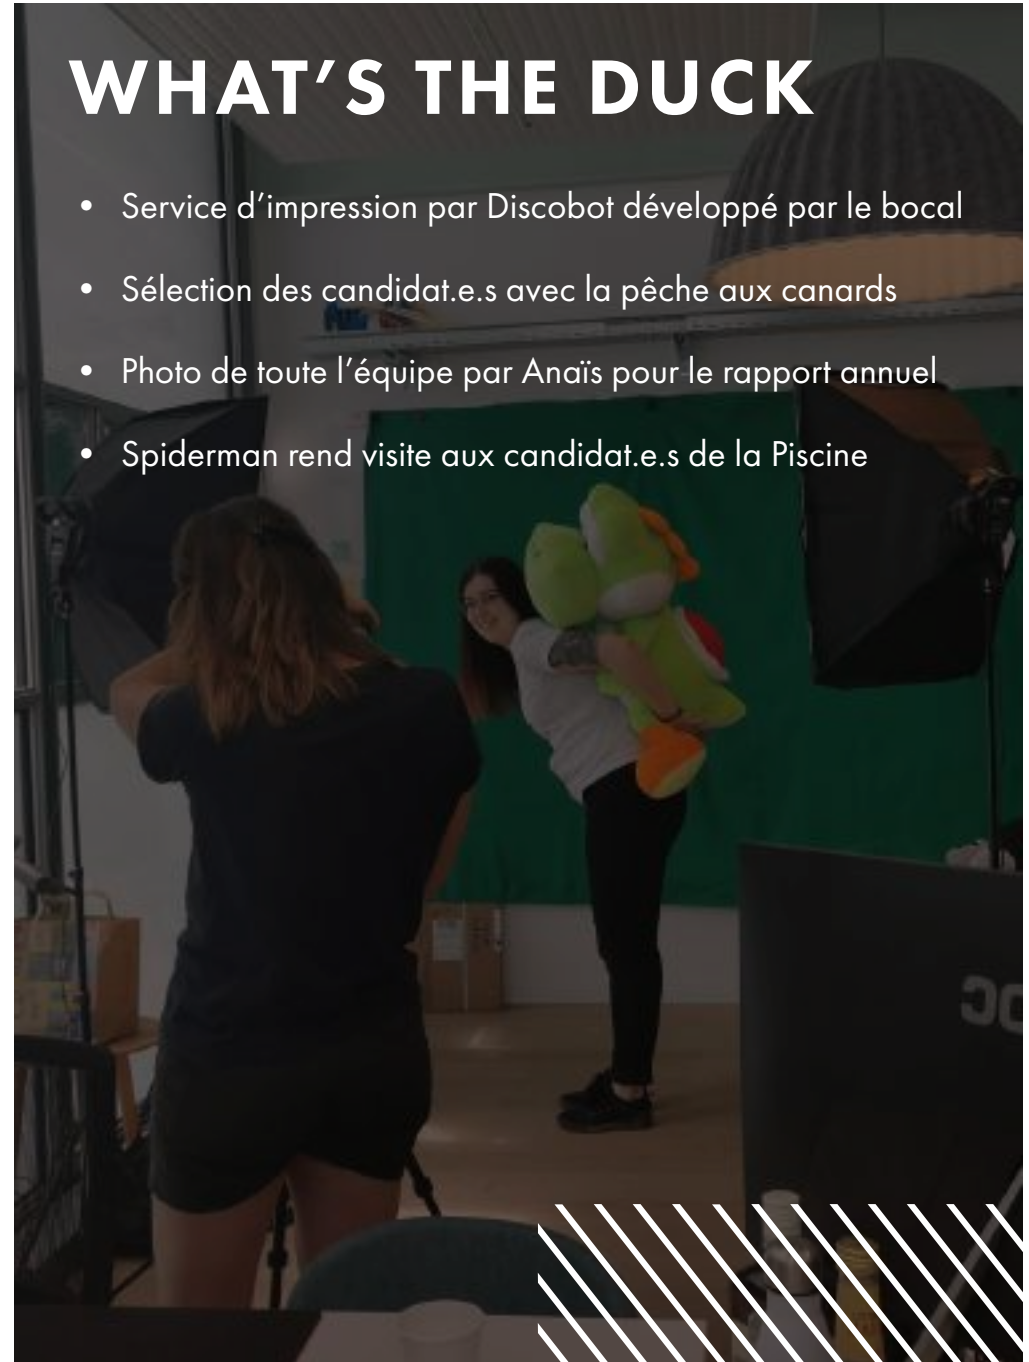 WHAT'S THE DUCK
• Service d'impression par Discobot développé par le bocal
• Sélection des candidat.e.s avec la pêche aux canards
• Photo de toute l'équipe par Anaïs pour le rapport annuel
• Spiderman rend visite aux candidat.e.s de la Piscine